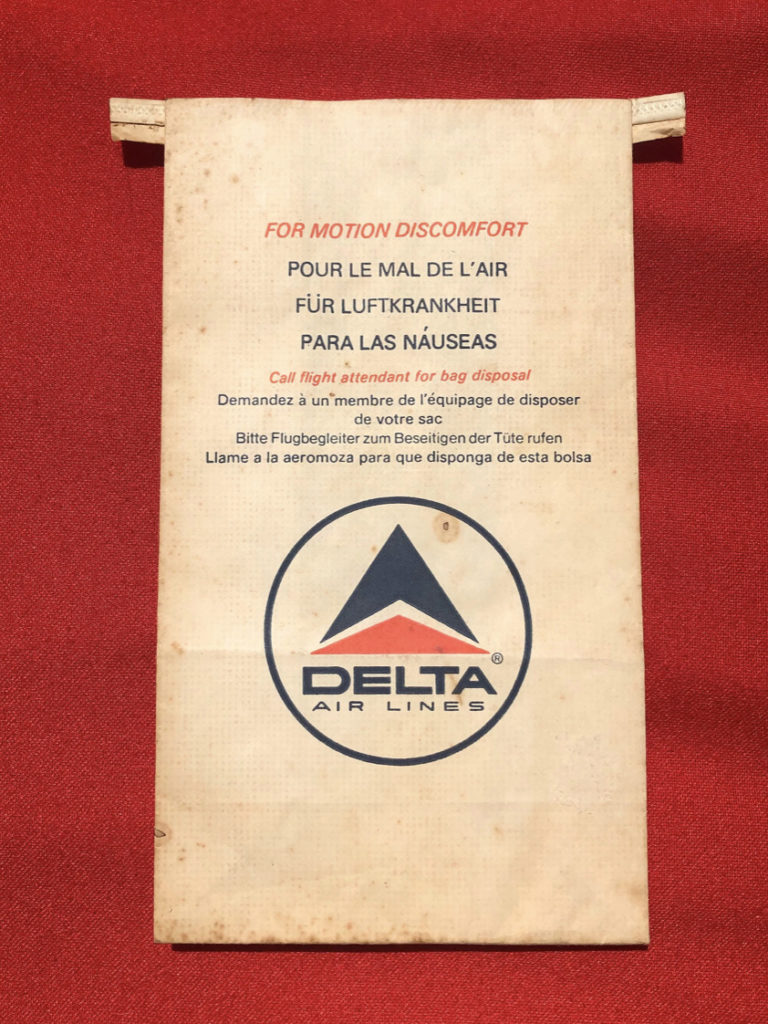 FOR MOTION DISCOMFORT
POUR LE MAL DE L'AIR
FÜR LUFTKRANKHEIT
PARA LAS NÁUSEAS
Call flight attendant for bag disposal
Demandez à un membre de l'équipage de disposer
de votre sac
Bitte Flugbegleiter zum Beseitigen der Tüte rufen
Llame a la aeromoza para que disponga de esta bolsa
DELTA®
AIR LINES